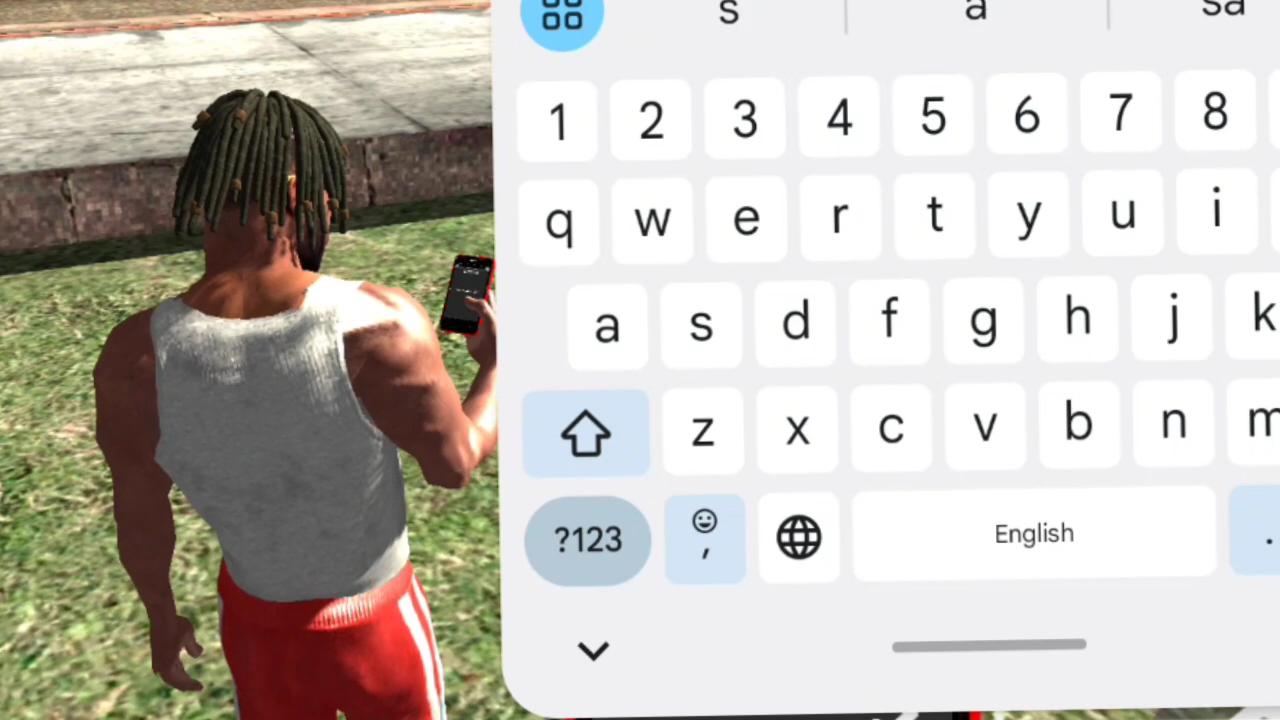 s a sa
1 2 3 4 5 6 7 8
q w e r t y u i
a s d f g h j k
z x c v b n m
?123 , English .